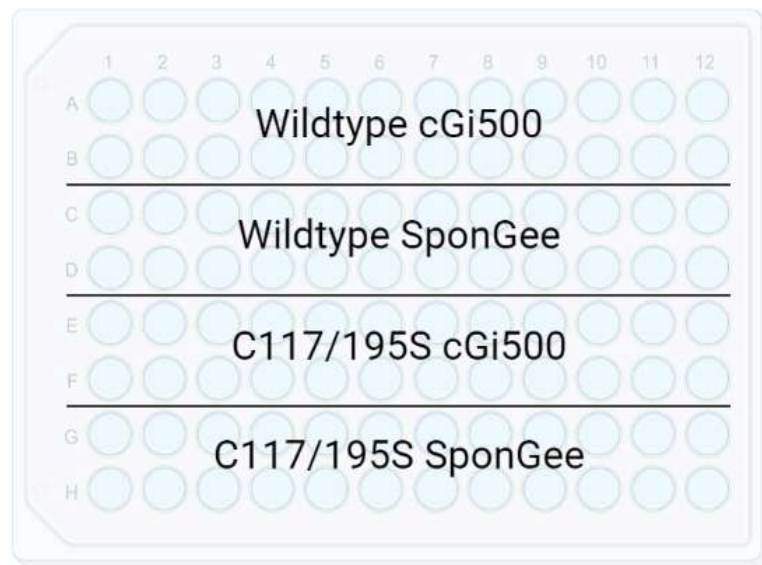 1 2 3 4 5 6 7 8 9 10 11 12
A
Wildtype cGi500
B
C
Wildtype SponGee
D
E
C117/195S cGi500
F
G
C117/195S SponGee
H